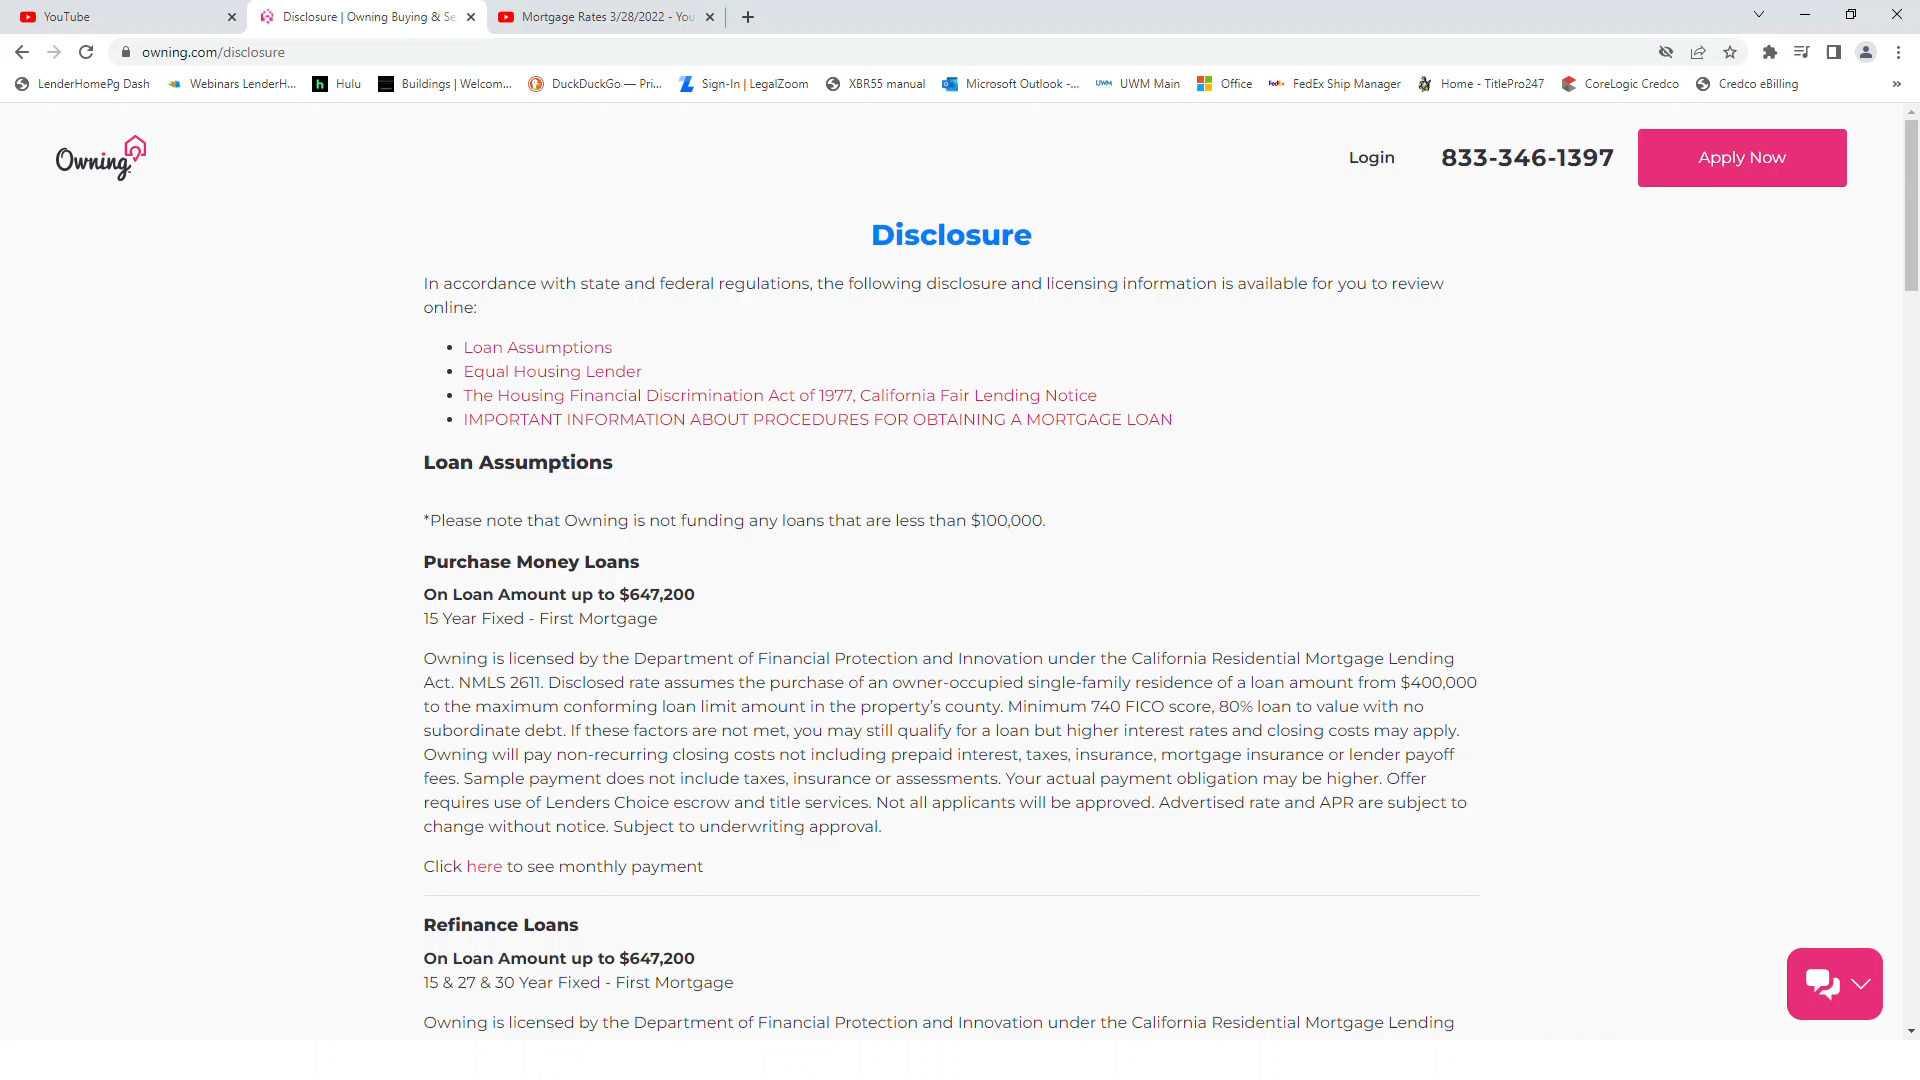 YouTube
Disclosure | Owning Buying & Se
Mortgage Rates 3/28/2022 - You
owning.com/disclosure
LenderHomePg Dash
Webinars LenderH...
h Hulu
Buildings | Welcom...
DuckDuckGo — Pri...
Sign-In | LegalZoom
XBR55 manual
Microsoft Outlook -...
UWM UWM Main
Office
FedEx FedEx Ship Manager
Home - TitlePro247
CoreLogic Credco
Credco eBilling
»
Owning
Login
833-346-1397
Apply Now
Disclosure
In accordance with state and federal regulations, the following disclosure and licensing information is available for you to review
online:
• Loan Assumptions
• Equal Housing Lender
• The Housing Financial Discrimination Act of 1977, California Fair Lending Notice
• IMPORTANT INFORMATION ABOUT PROCEDURES FOR OBTAINING A MORTGAGE LOAN
Loan Assumptions
*Please note that Owning is not funding any loans that are less than $100,000.
Purchase Money Loans
On Loan Amount up to $647,200
15 Year Fixed - First Mortgage
Owning is licensed by the Department of Financial Protection and Innovation under the California Residential Mortgage Lending
Act. NMLS 2611. Disclosed rate assumes the purchase of an owner-occupied single-family residence of a loan amount from $400,000
to the maximum conforming loan limit amount in the property’s county. Minimum 740 FICO score, 80% loan to value with no
subordinate debt. If these factors are not met, you may still qualify for a loan but higher interest rates and closing costs may apply.
Owning will pay non-recurring closing costs not including prepaid interest, taxes, insurance, mortgage insurance or lender payoff
fees. Sample payment does not include taxes, insurance or assessments. Your actual payment obligation may be higher. Offer
requires use of Lenders Choice escrow and title services. Not all applicants will be approved. Advertised rate and APR are subject to
change without notice. Subject to underwriting approval.
Click here to see monthly payment
Refinance Loans
On Loan Amount up to $647,200
15 & 27 & 30 Year Fixed - First Mortgage
Owning is licensed by the Department of Financial Protection and Innovation under the California Residential Mortgage Lending